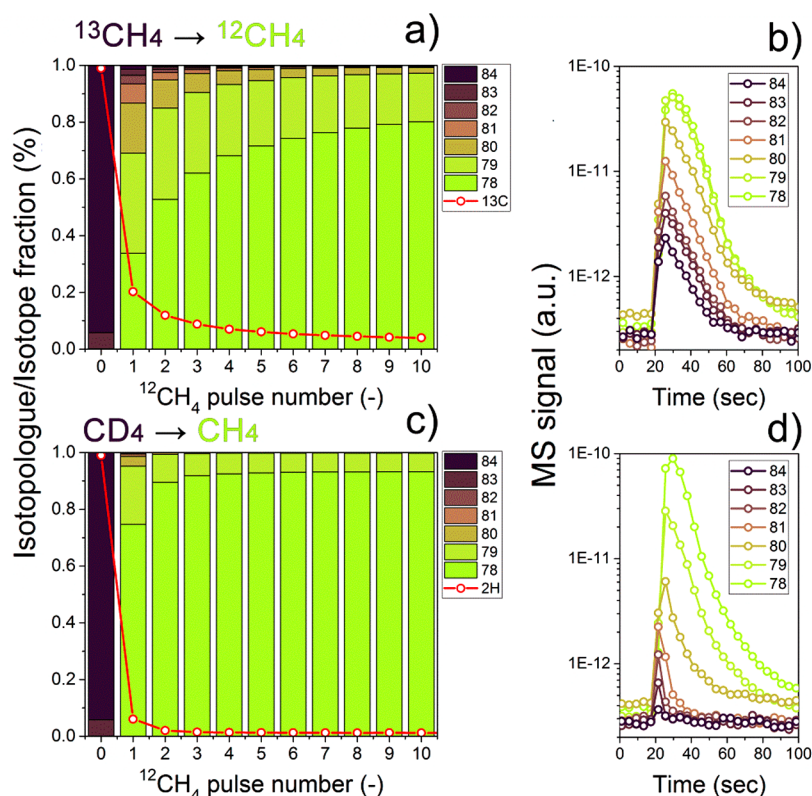 ¹³CH4 → ¹²CH4
a)
Isotopologue/Isotope fraction (%)
1.0
0.8
0.6
0.4
0.2
0.0
0 1 2 3 4 5 6 7 8 9 10
¹²CH₄ pulse number (-)
84
83
82
81
80
79
78
13C
b)
MS signal (a.u.)
1E-10
1E-11
1E-12
84
83
82
81
80
79
78
0 20 40 60 80 100
Time (sec)
CD4 → CH4
c)
1.0
0.8
0.6
0.4
0.2
0.0
0 1 2 3 4 5 6 7 8 9 10
¹²CH₄ pulse number (-)
84
83
82
81
80
79
78
2H
d)
1E-10
1E-11
1E-12
84
83
82
81
80
79
78
0 20 40 60 80 100
Time (sec)